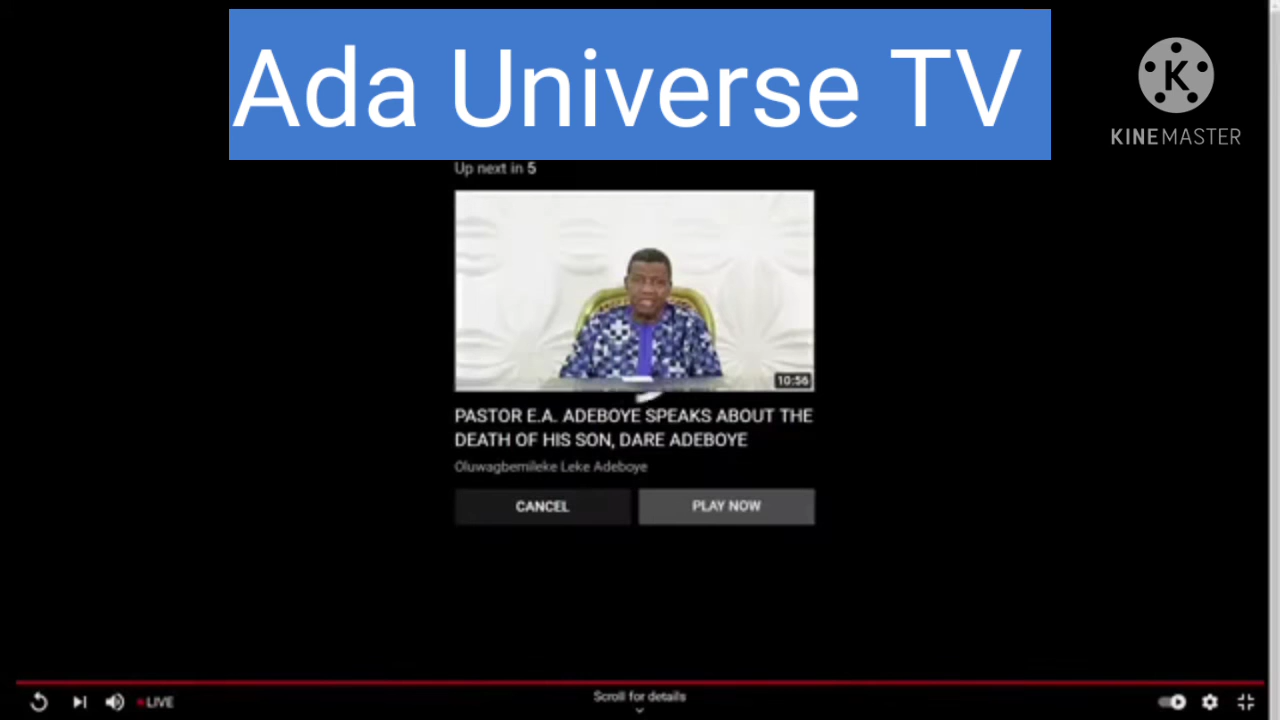 Ada Universe TV
K
KINEMASTER
Up next in 5
10:56
PASTOR E.A. ADEBOYE SPEAKS ABOUT THE
DEATH OF HIS SON, DARE ADEBOYE
Oluwagbemileke Leke Adeboye
CANCEL
PLAY NOW
LIVE
Scroll for details